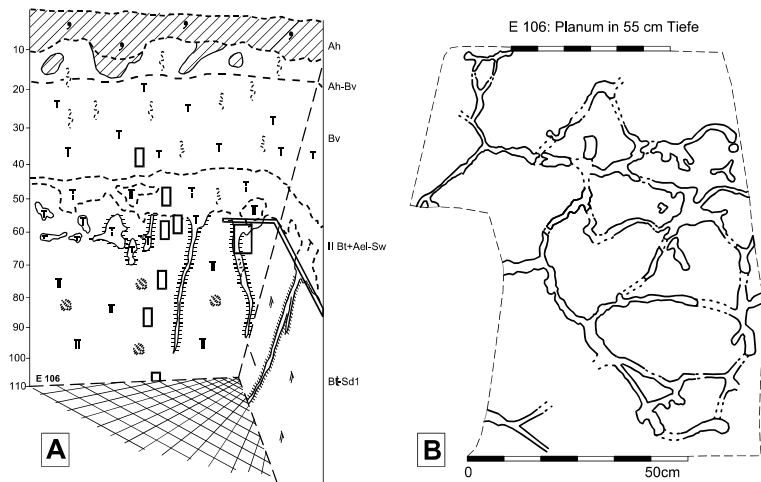 10
20
30
40
50
60
70
80
90
100
110
E 106
A
Ah
Ah-Bv
Bv
II Bt+Ael-Sw
Bt-Sd1
E 106: Planum in 55 cm Tiefe
B
0
50cm